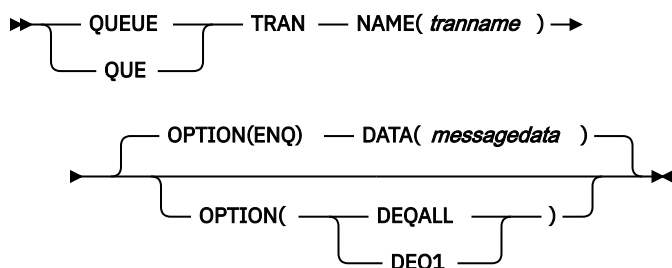 QUEUE TRAN NAME( tranname )
QUE
OPTION(ENQ) DATA( messagedata )
OPTION( DEQALL )
DEQ1